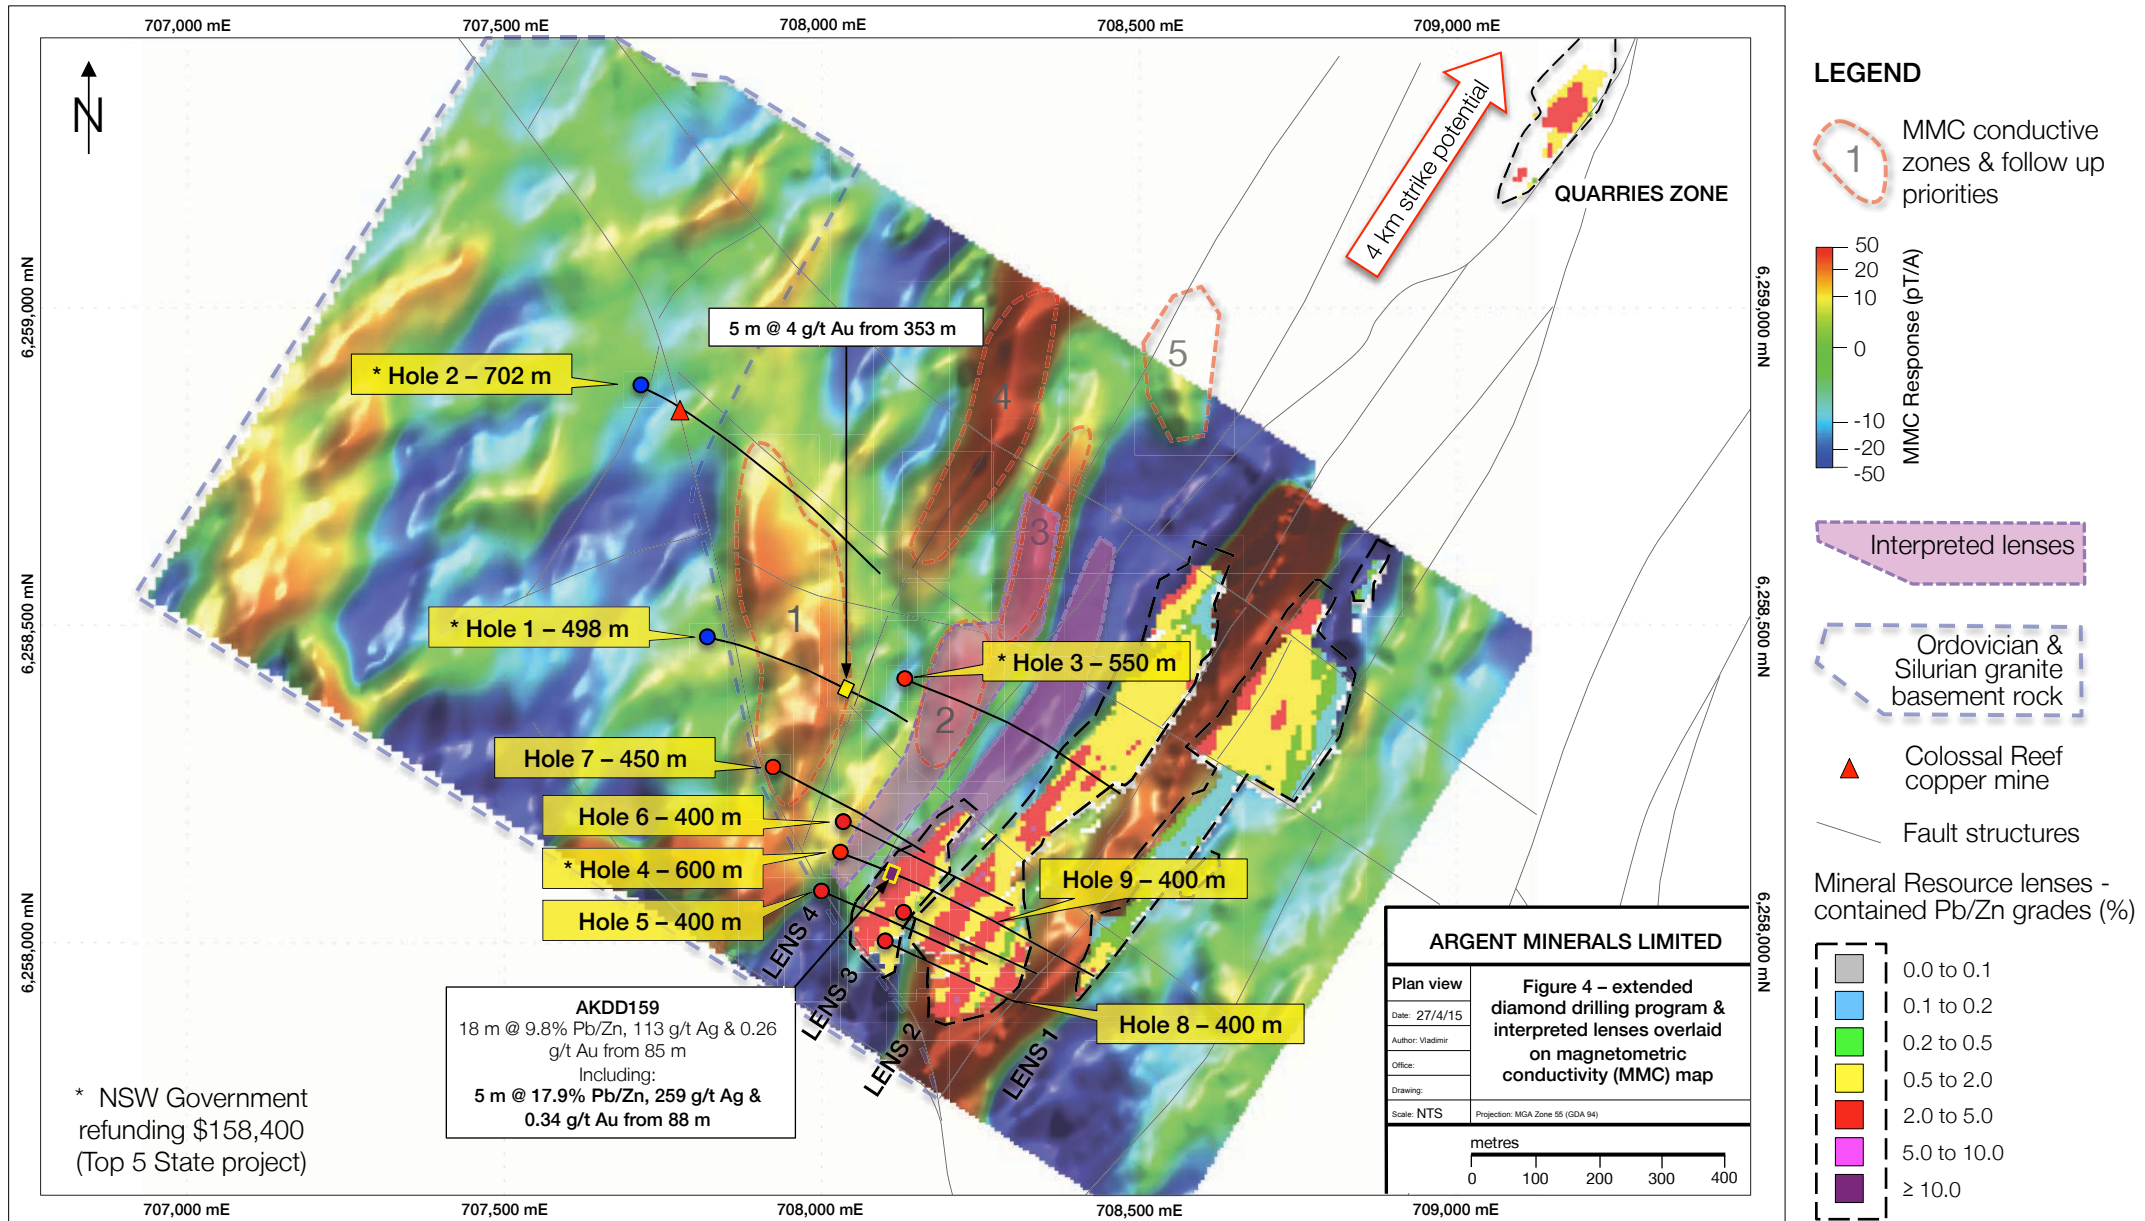 707,000 mE
707,500 mE
708,000 mE
708,500 mE
709,000 mE
N
6,259,000 mN
6,258,500 mN
6,258,000 mN
4 km strike potential
QUARRIES ZONE
5 m @ 4 g/t Au from 353 m
* Hole 2 – 702 m
5
4
3
1
2
* Hole 1 – 498 m
* Hole 3 – 550 m
Hole 7 – 450 m
Hole 6 – 400 m
* Hole 4 – 600 m
Hole 5 – 400 m
Hole 9 – 400 m
Hole 8 – 400 m
LENS 4
LENS 3
LENS 2
LENS 1
AKDD159
18 m @ 9.8% Pb/Zn, 113 g/t Ag & 0.26
g/t Au from 85 m
Including:
5 m @ 17.9% Pb/Zn, 259 g/t Ag &
0.34 g/t Au from 88 m
* NSW Government
refunding $158,400
(Top 5 State project)
6,259,000 mN
6,258,500 mN
6,258,000 mN
ARGENT MINERALS LIMITED
Plan view
Date: 27/4/15
Author: Vladimir
Office:
Drawing:
Scale: NTS
Figure 4 – extended
diamond drilling program &
interpreted lenses overlaid
on magnetometric
conductivity (MMC) map
Projection: MGA Zone 55 (GDA 94)
metres
0 100 200 300 400
707,000 mE
707,500 mE
708,000 mE
708,500 mE
709,000 mE
LEGEND
1
MMC conductive
zones & follow up
priorities
50
20
10
0
-10
-20
-50
MMC Response (pT/A)
Interpreted lenses
Ordovician &
Silurian granite
basement rock
Colossal Reef
copper mine
Fault structures
Mineral Resource lenses -
contained Pb/Zn grades (%)
0.0 to 0.1
0.1 to 0.2
0.2 to 0.5
0.5 to 2.0
2.0 to 5.0
5.0 to 10.0
≥ 10.0